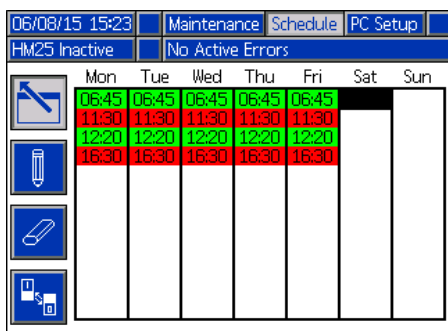 06/08/15 15:23 Maintenance Schedule PC Setup
HM25 Inactive No Active Errors
Mon Tue Wed Thu Fri Sat Sun
06:45 06:45 06:45 06:45 06:45
11:30 11:30 11:30 11:30 11:30
12:20 12:20 12:20 12:20 12:20
16:30 16:30 16:30 16:30 16:30